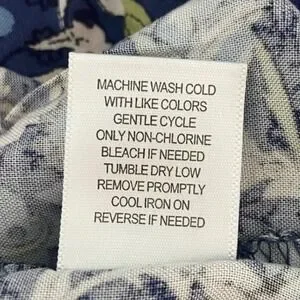 MACHINE WASH COLD
WITH LIKE COLORS
GENTLE CYCLE
ONLY NON-CHLORINE
BLEACH IF NEEDED
TUMBLE DRY LOW
REMOVE PROMPTLY
COOL IRON ON
REVERSE IF NEEDED